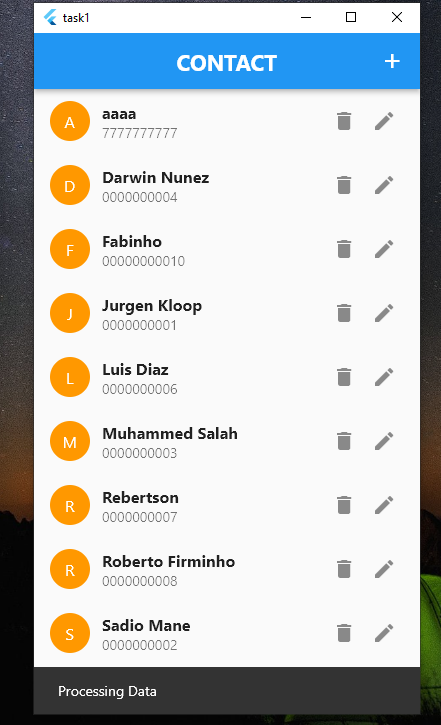 task1
CONTACT
A
aaaa
7777777777
D
Darwin Nunez
0000000004
F
Fabinho
00000000010
J
Jurgen Kloop
0000000001
L
Luis Diaz
0000000006
M
Muhammed Salah
0000000003
R
Rebertson
0000000007
R
Roberto Firminho
0000000008
S
Sadio Mane
0000000002
Processing Data